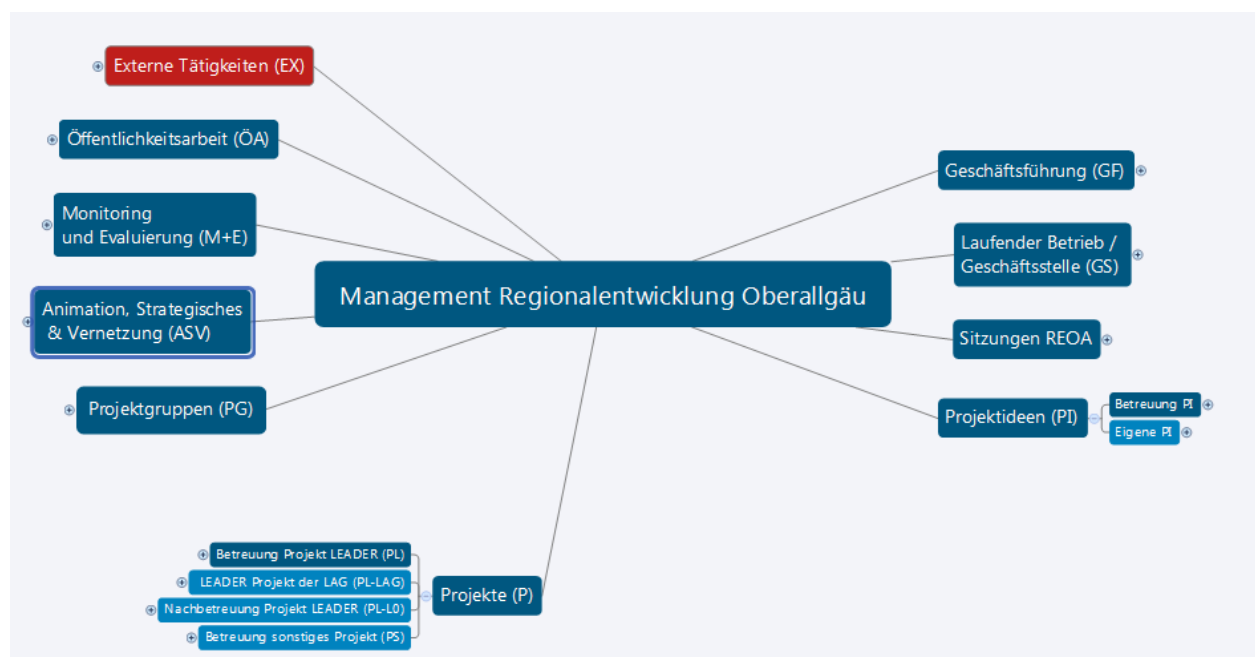 Externe Tätigkeiten (EX)
Öffentlichkeitsarbeit (ÖA)
Monitoring
und Evaluierung (M+E)
Animation, Strategisches
& Vernetzung (ASV)
Projektgruppen (PG)
Management Regionalentwicklung Oberallgäu
Geschäftsführung (GF)
Laufender Betrieb /
Geschäftsstelle (GS)
Sitzungen REOA
Projektideen (PI)
Betreuung PI
Eigene PI
Projekte (P)
Betreuung Projekt LEADER (PL)
LEADER Projekt der LAG (PL-LAG)
Nachbetreuung Projekt LEADER (PL-L0)
Betreuung sonstiges Projekt (PS)